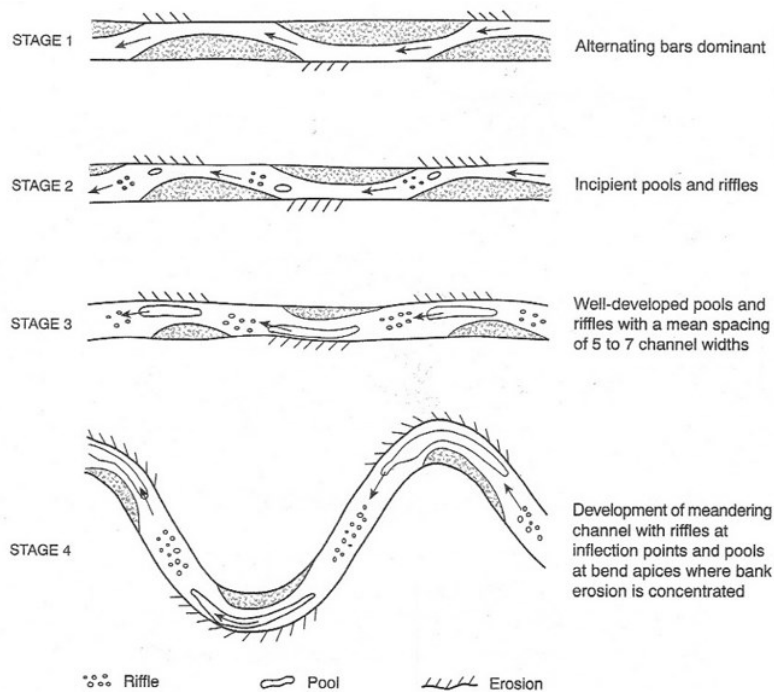 STAGE 1
Alternating bars dominant
STAGE 2
Incipient pools and riffles
STAGE 3
Well-developed pools and
riffles with a mean spacing
of 5 to 7 channel widths
STAGE 4
Development of meandering
channel with riffles at
inflection points and pools
at bend apices where bank
erosion is concentrated
Riffle
Pool
Erosion